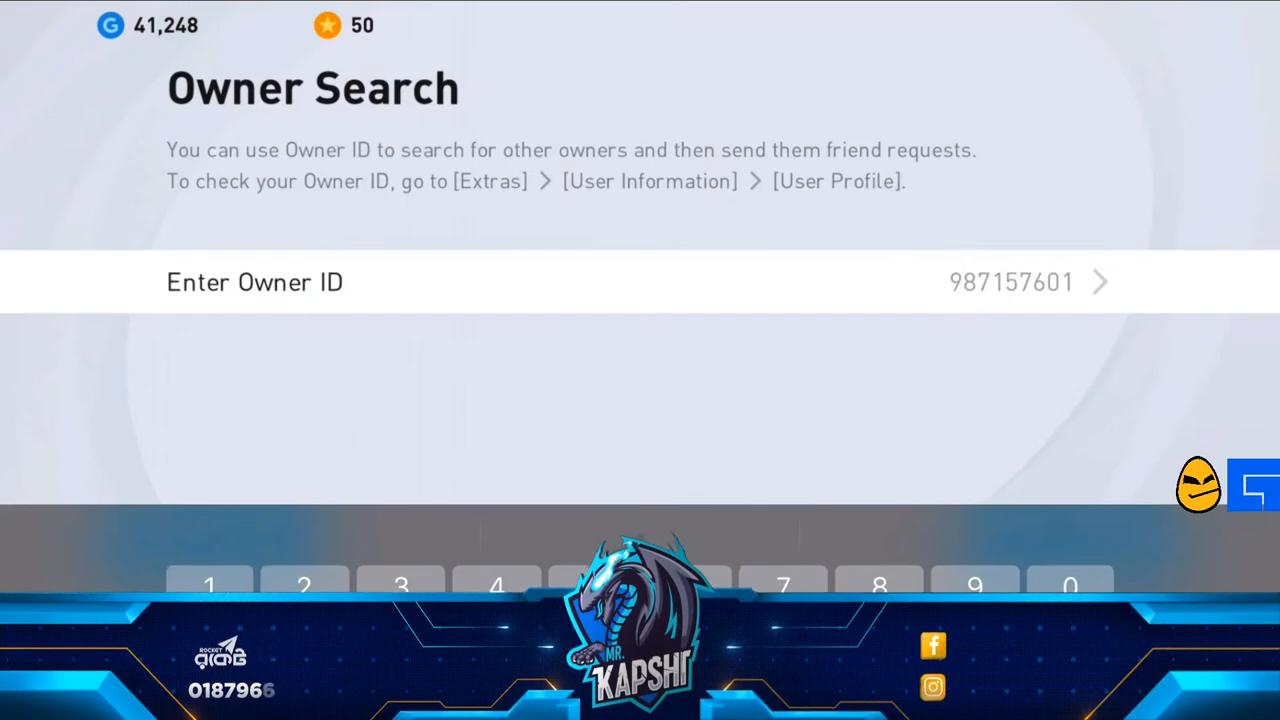 G 41,248 50
Owner Search
You can use Owner ID to search for other owners and then send them friend requests.
To check your Owner ID, go to [Extras] > [User Information] > [User Profile].
Enter Owner ID 987157601 >
1 2 3 4 7 8 9 0
ROCKET
রকেট
0187966
MR.
KAPSHI
f